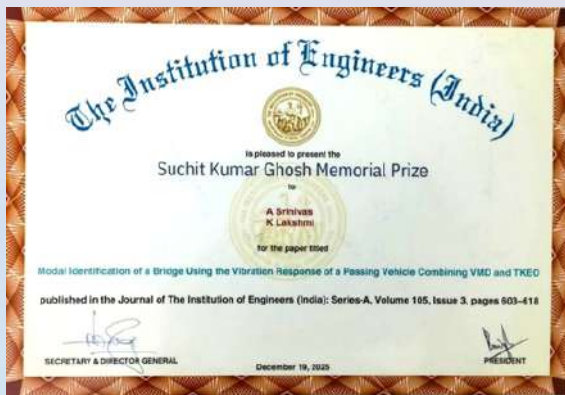 The Institution of Engineers (India)
is pleased to present the
Suchit Kumar Ghosh Memorial Prize
to
A Srinivas
K Lakshmi
for the paper titled
Modal Identification of a Bridge Using the Vibration Response of a Passing Vehicle Combining VMD and TKEO
published in the Journal of The Institution of Engineers (India): Series-A, Volume 105, Issue 3, pages 603–618
SECRETARY & DIRECTOR GENERAL
PRESIDENT
December 19, 2025